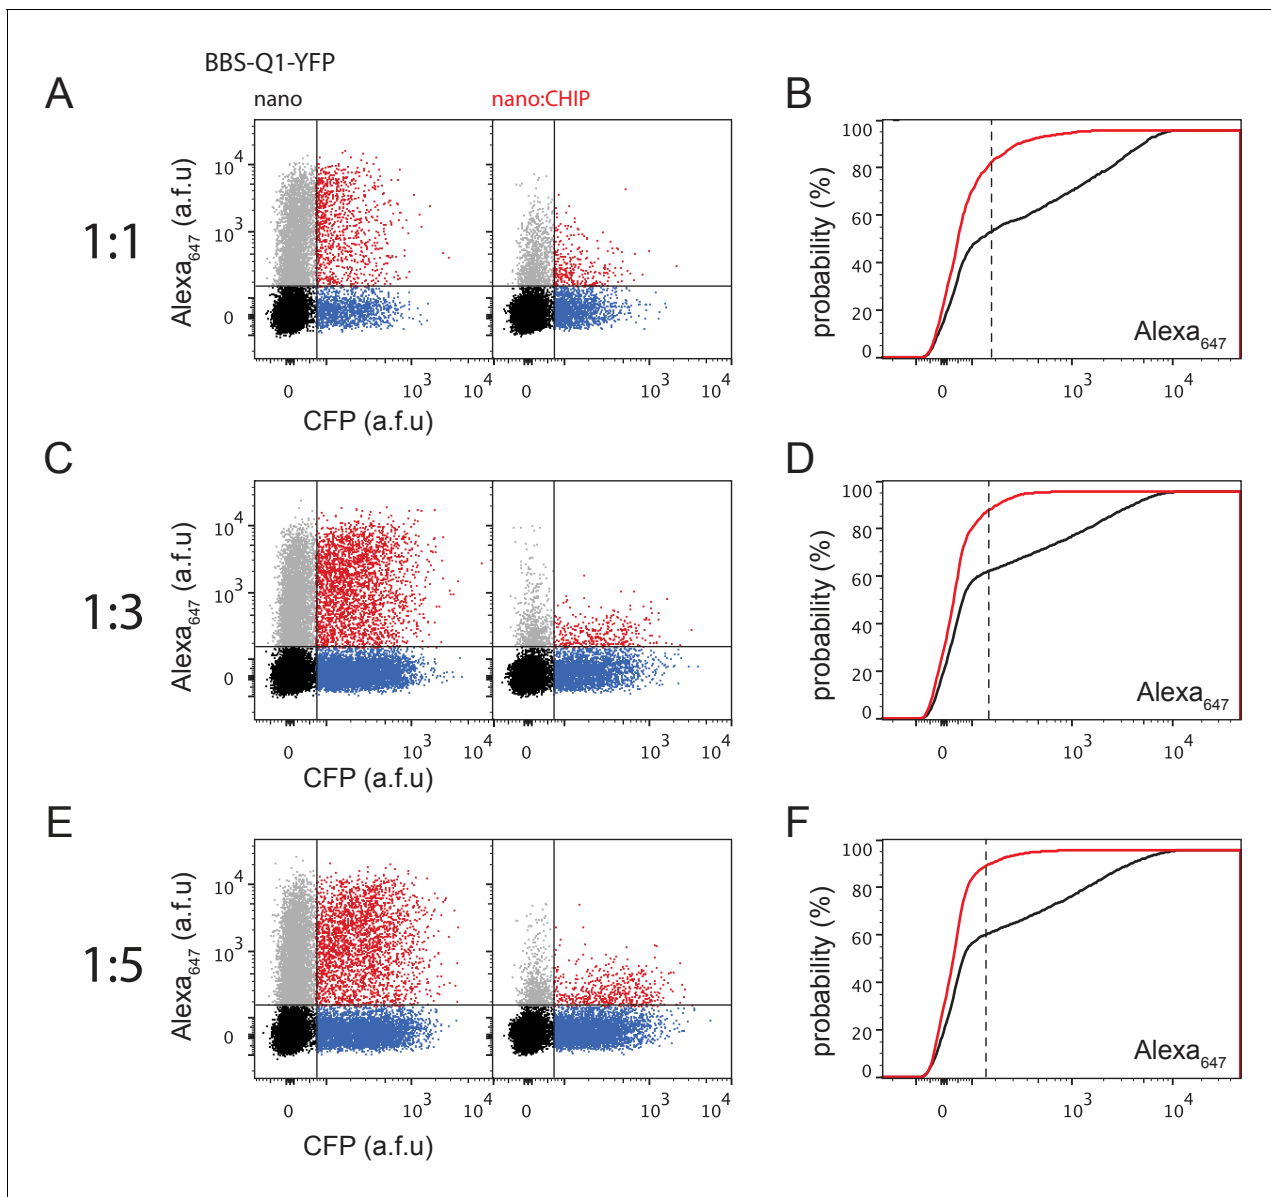 BBS-Q1-YFP
A
nano
nano:CHIP
B
1:1
Alexa647 (a.f.u)
10^4
10^3
0
0
10^3
10^4
0
10^3
10^4
CFP (a.f.u)
probability (%)
100
80
60
40
20
0
0
10^3
10^4
Alexa647
C
D
1:3
Alexa647 (a.f.u)
10^4
10^3
0
0
10^3
10^4
0
10^3
10^4
CFP (a.f.u)
probability (%)
100
80
60
40
20
0
0
10^3
10^4
Alexa647
E
F
1:5
Alexa647 (a.f.u)
10^4
10^3
0
0
10^3
10^4
0
10^3
10^4
CFP (a.f.u)
probability (%)
100
80
60
40
20
0
0
10^3
10^4
Alexa647